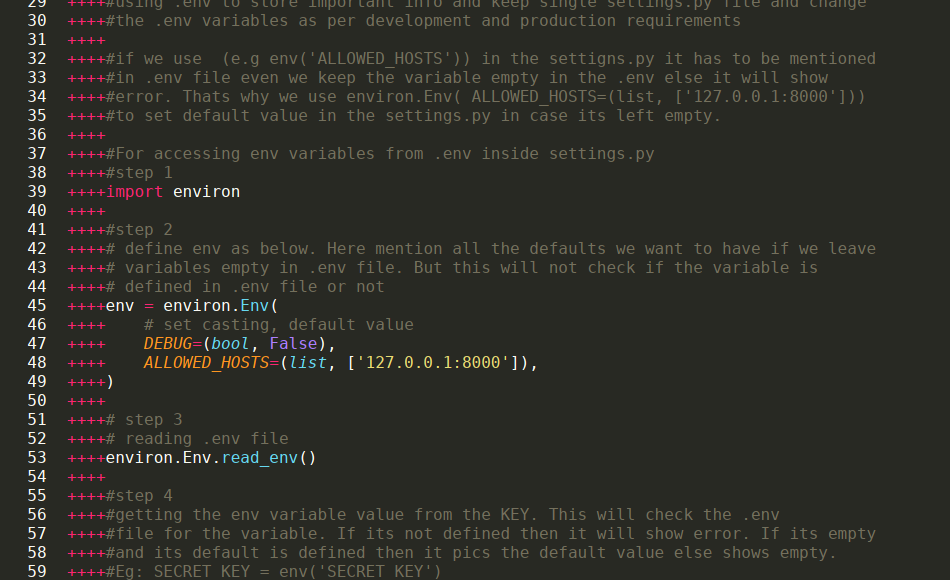 29 ++++#using .env to store important info and keep single settings.py file and change
30 ++++#the .env variables as per development and production requirements
31 ++++
32 ++++#if we use  (e.g env('ALLOWED_HOSTS')) in the settigns.py it has to be mentioned
33 ++++#in .env file even we keep the variable empty in the .env else it will show
34 ++++#error. Thats why we use environ.Env( ALLOWED_HOSTS=(list, ['127.0.0.1:8000']))
35 ++++#to set default value in the settings.py in case its left empty.
36 ++++
37 ++++#For accessing env variables from .env inside settings.py
38 ++++#step 1
39 ++++import environ
40 ++++
41 ++++#step 2
42 ++++# define env as below. Here mention all the defaults we want to have if we leave
43 ++++# variables empty in .env file. But this will not check if the variable is
44 ++++# defined in .env file or not
45 ++++env = environ.Env(
46 ++++    # set casting, default value
47 ++++    DEBUG=(bool, False),
48 ++++    ALLOWED_HOSTS=(list, ['127.0.0.1:8000']),
49 ++++)
50 ++++
51 ++++# step 3
52 ++++# reading .env file
53 ++++environ.Env.read_env()
54 ++++
55 ++++#step 4
56 ++++#getting the env variable value from the KEY. This will check the .env
57 ++++#file for the variable. If its not defined then it will show error. If its empty
58 ++++#and its default is defined then it pics the default value else shows empty.
59 ++++#Eg: SECRET_KEY = env('SECRET_KEY')